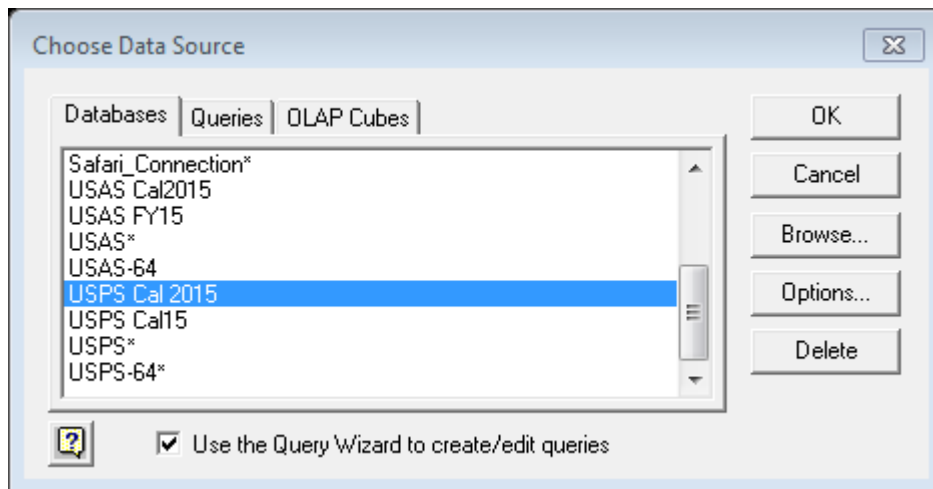 Choose Data Source
Databases Queries OLAP Cubes
Safari_Connection*
USAS Cal2015
USAS FY15
USAS*
USAS-64
USPS Cal 2015
USPS Cal15
USPS*
USPS-64*
OK
Cancel
Browse...
Options...
Delete
Use the Query Wizard to create/edit queries